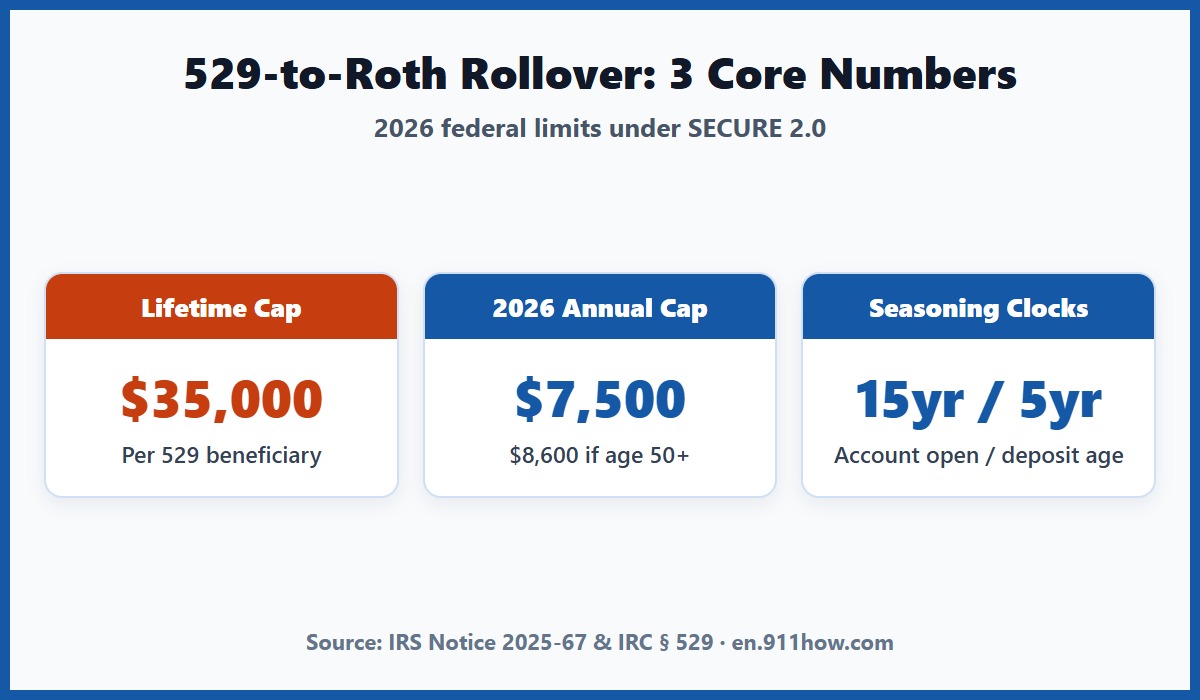 529-to-Roth Rollover: 3 Core Numbers
2026 federal limits under SECURE 2.0
Lifetime Cap
$35,000
Per 529 beneficiary
2026 Annual Cap
$7,500
$8,600 if age 50+
Seasoning Clocks
15yr / 5yr
Account open / deposit age
Source: IRS Notice 2025-67 & IRC § 529 · en.911how.com